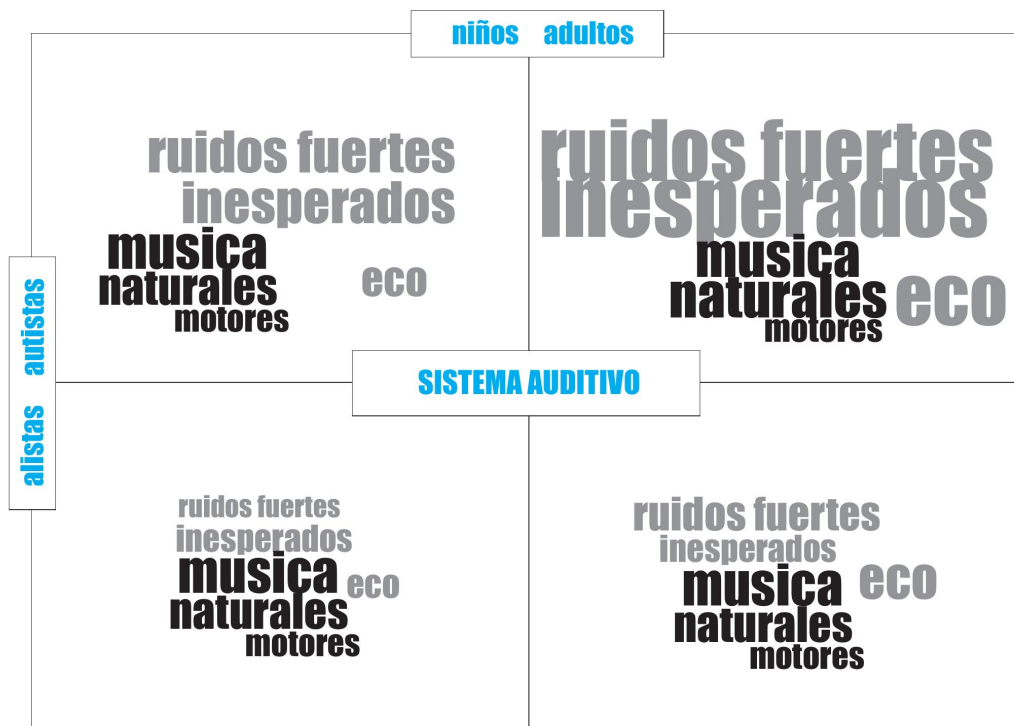 niños adultos
ruidos fuertes
inesperados
musica
naturales
motores
eco
ruidos fuertes
inesperados
musica
naturales
motores
eco
alistas autistas
SISTEMA AUDITIVO
ruidos fuertes
inesperados
musica
eco
naturales
motores
ruidos fuertes
inesperados
musica
eco
naturales
motores